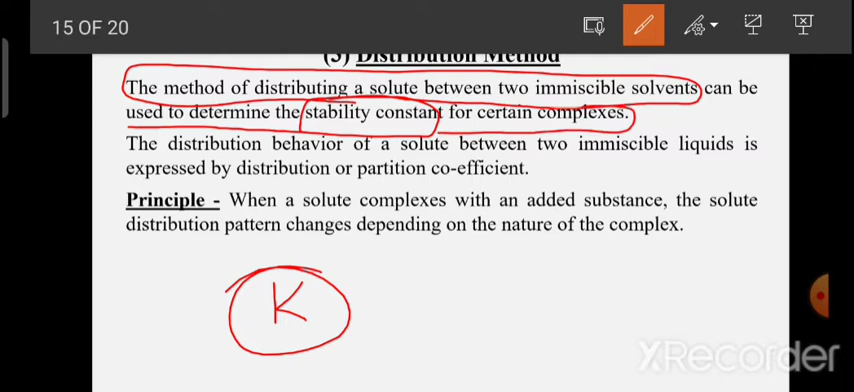 15 OF 20
(3) Distribution Method
The method of distributing a solute between two immiscible solvents can be
used to determine the stability constant for certain complexes.
The distribution behavior of a solute between two immiscible liquids is
expressed by distribution or partition co-efficient.
Principle - When a solute complexes with an added substance, the solute
distribution pattern changes depending on the nature of the complex.
K
XRecorder